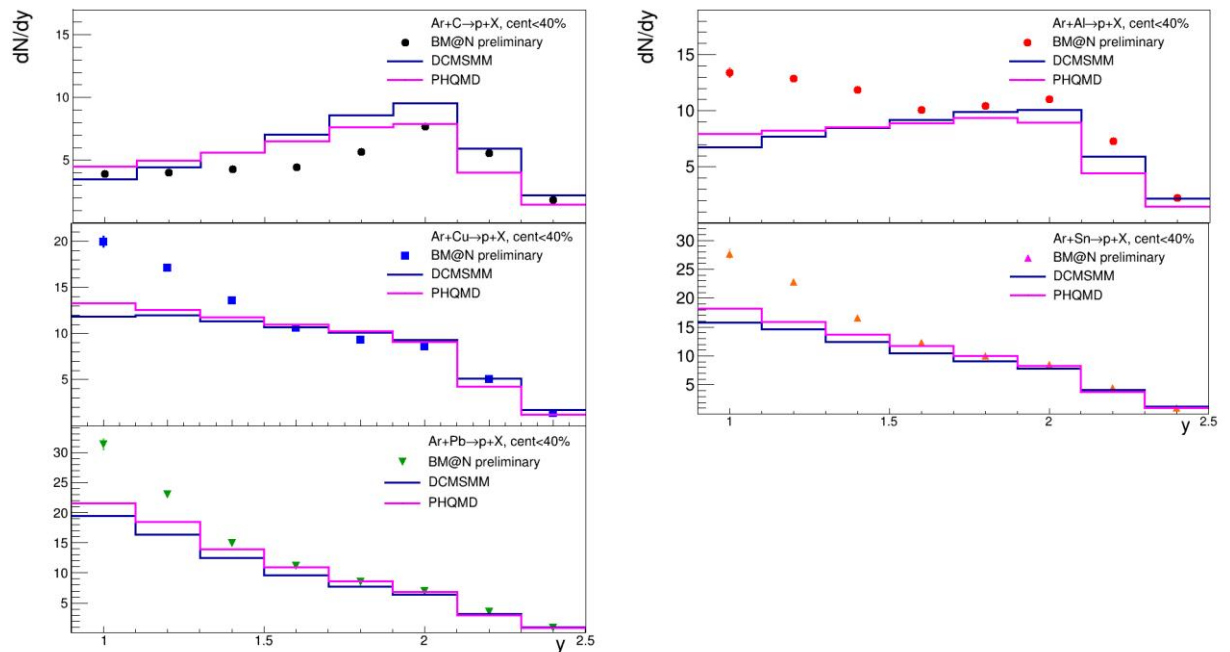 dN/dy
Ar+C→p+X, cent<40%
BM@N preliminary
DCMSMM
PHQMD
15
10
5
dN/dy
Ar+Al→p+X, cent<40%
BM@N preliminary
DCMSMM
PHQMD
15
10
5
Ar+Cu→p+X, cent<40%
BM@N preliminary
DCMSMM
PHQMD
20
15
10
5
Ar+Sn→p+X, cent<40%
BM@N preliminary
DCMSMM
PHQMD
30
25
20
15
10
5
1
1.5
2
2.5
y
Ar+Pb→p+X, cent<40%
BM@N preliminary
DCMSMM
PHQMD
30
25
20
15
10
5
1
1.5
2
2.5
y